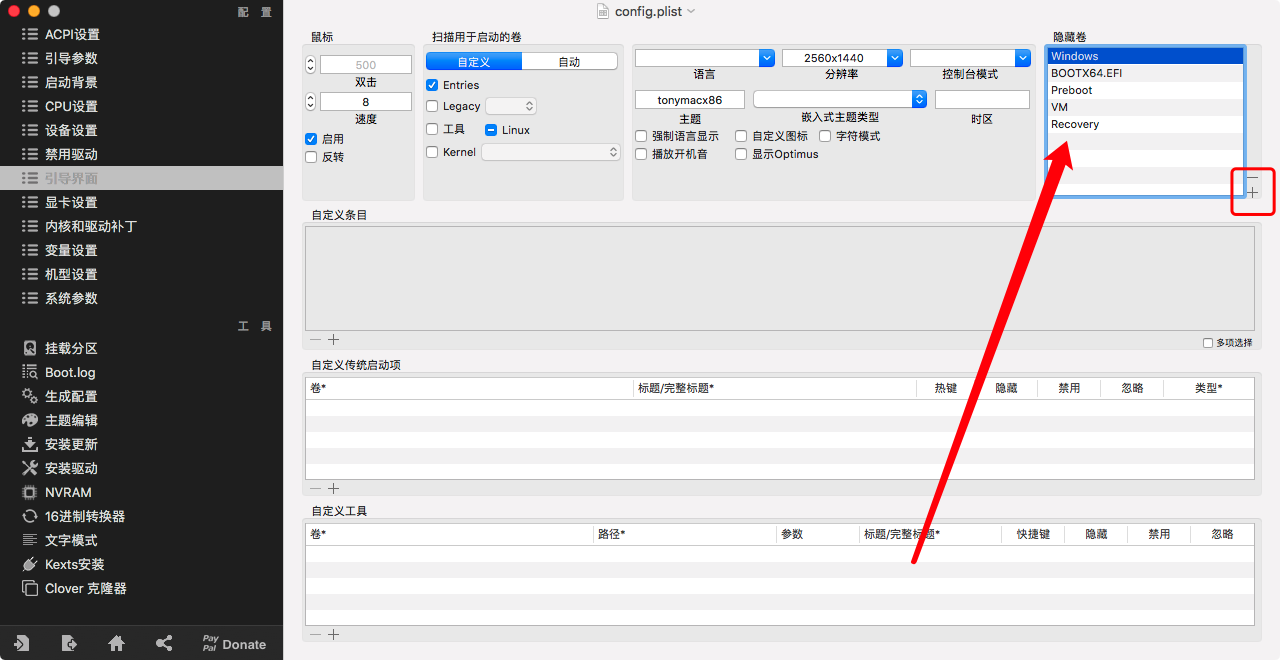 配 置
ACPI设置
引导参数
启动背景
CPU设置
设备设置
禁用驱动
引导界面
显卡设置
内核和驱动补丁
变量设置
机型设置
系统参数
工 具
挂载分区
Boot.log
生成配置
主题编辑
安装更新
安装驱动
NVRAM
16进制转换器
文字模式
Kexts安装
Clover 克隆器
Pay
Pal
Donate
config.plist
鼠标
500
双击
8
速度
启用
反转
扫描用于启动的卷
自定义 自动
Entries
Legacy
工具 Linux
Kernel
2560x1440
语言 分辨率 控制台模式
tonymacx86
主题 嵌入式主题类型 时区
强制语言显示 自定义图标 字符模式
播放开机音 显示Optimus
隐藏卷
Windows
BOOTX64.EFI
Preboot
VM
Recovery
自定义条目
多项选择
自定义传统启动项
卷* 标题/完整标题* 热键 隐藏 禁用 忽略 类型*
自定义工具
卷* 路径* 参数 标题/完整标题* 快捷键 隐藏 禁用 忽略